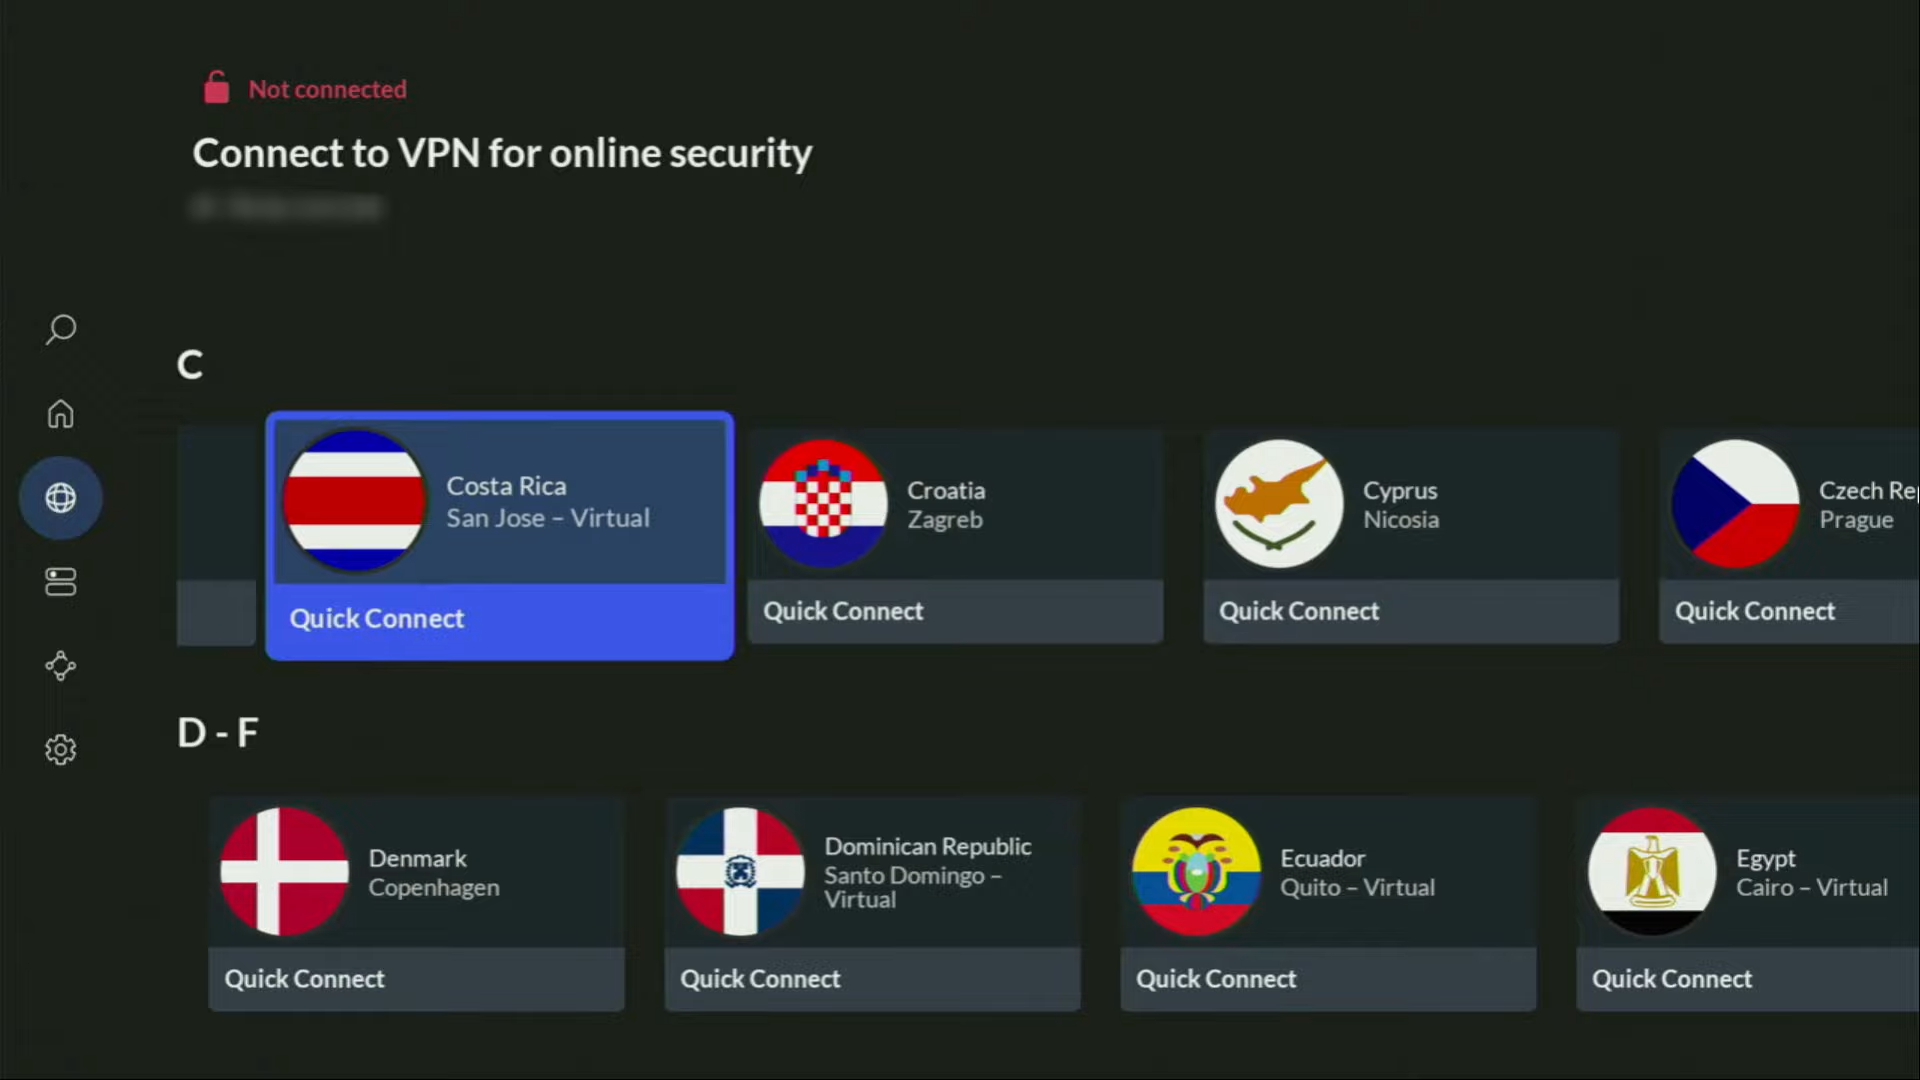 Not connected
Connect to VPN for online security
C
Costa Rica
San Jose – Virtual
Quick Connect
Croatia
Zagreb
Quick Connect
Cyprus
Nicosia
Quick Connect
Czech Rep
Prague
Quick Connect
D - F
Denmark
Copenhagen
Quick Connect
Dominican Republic
Santo Domingo –
Virtual
Quick Connect
Ecuador
Quito – Virtual
Quick Connect
Egypt
Cairo – Virtual
Quick Connect